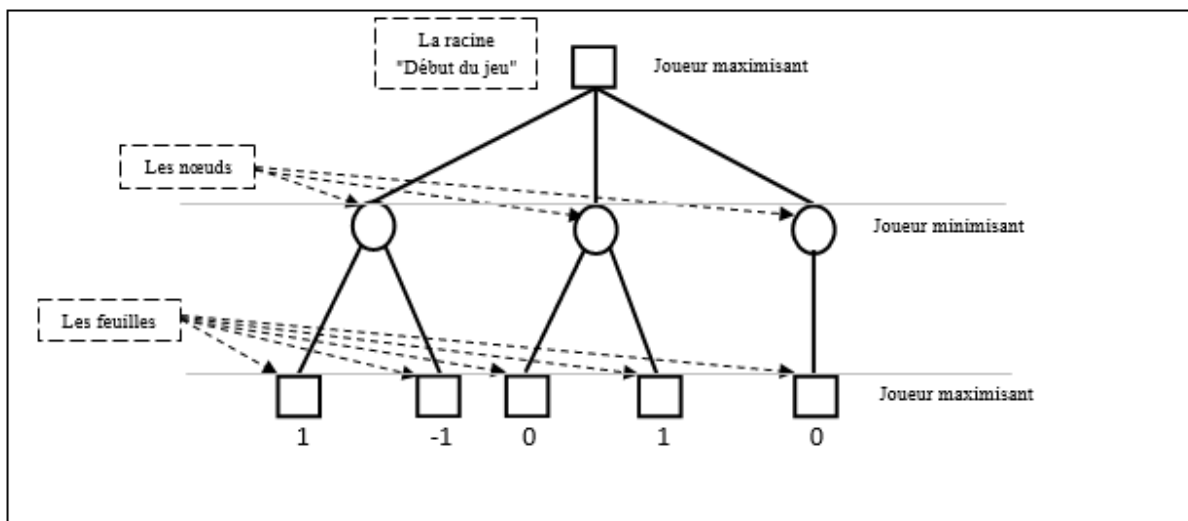 La racine
"Début du jeu"
Joueur maximisant
Les nœuds
Joueur minimisant
Les feuilles
Joueur maximisant
1 -1 0 1 0